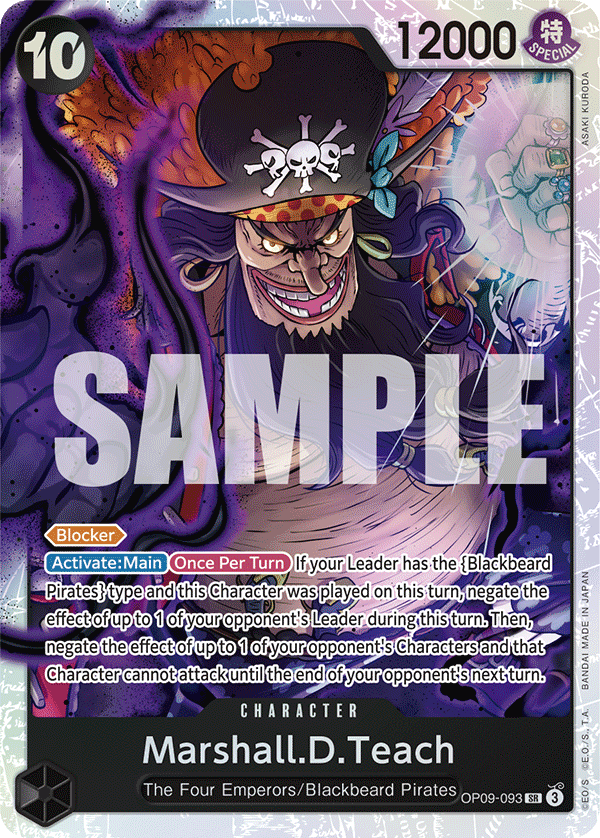 10
12000
特
SPECIAL
ASAKI KURODA
SAMPLE
Blocker
Activate:Main Once Per Turn If your Leader has the {Blackbeard
Pirates} type and this Character was played on this turn, negate the
effect of up to 1 of your opponent's Leader during this turn. Then,
negate the effect of up to 1 of your opponent's Characters and that
Character cannot attack until the end of your opponent's next turn.
©EO/S ©E.O./S, T.A. BANDAI MADE IN JAPAN
CHARACTER
Marshall.D.Teach
The Four Emperors/Blackbeard Pirates
OP09-093 SR 3